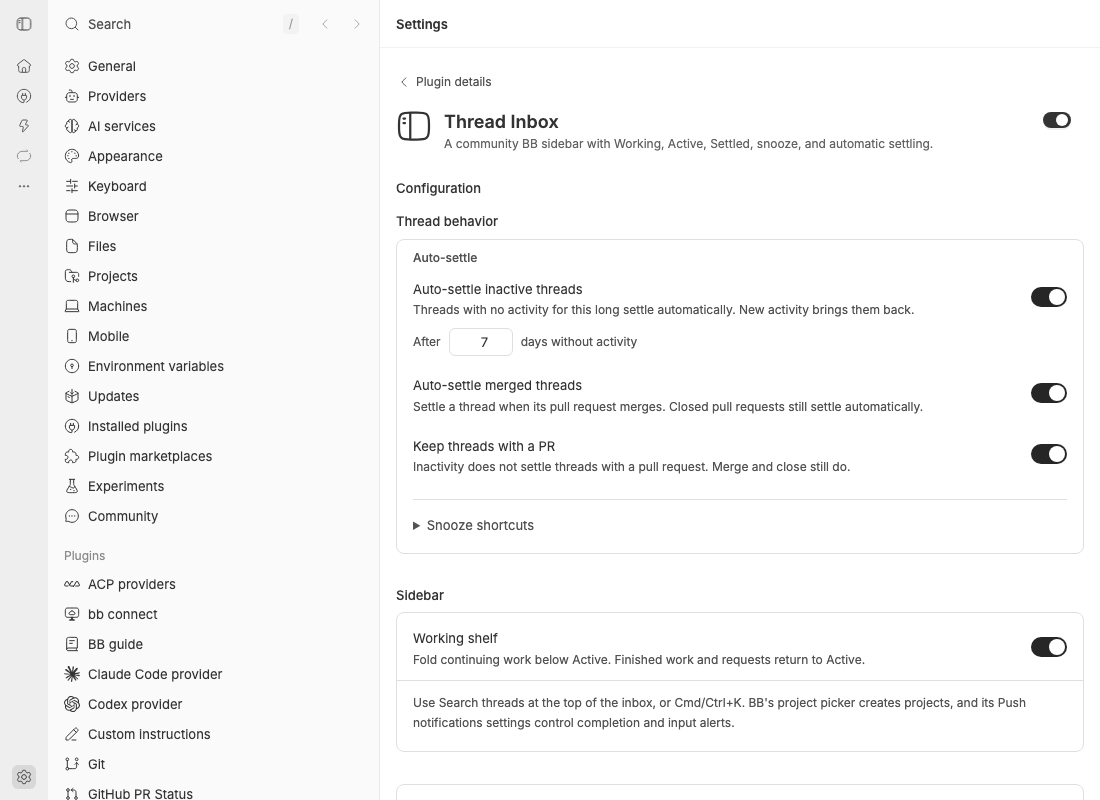 Search
/
General
Providers
AI services
Appearance
Keyboard
Browser
Files
Projects
Machines
Mobile
Environment variables
Updates
Installed plugins
Plugin marketplaces
Experiments
Community
Plugins
ACP providers
bb connect
BB guide
Claude Code provider
Codex provider
Custom instructions
Git
GitHub PR Status
Settings
Plugin details
Thread Inbox
A community BB sidebar with Working, Active, Settled, snooze, and automatic settling.
Configuration
Thread behavior
Auto-settle
Auto-settle inactive threads
Threads with no activity for this long settle automatically. New activity brings them back.
After 7 days without activity
Auto-settle merged threads
Settle a thread when its pull request merges. Closed pull requests still settle automatically.
Keep threads with a PR
Inactivity does not settle threads with a pull request. Merge and close still do.
Snooze shortcuts
Sidebar
Working shelf
Fold continuing work below Active. Finished work and requests return to Active.
Use Search threads at the top of the inbox, or Cmd/Ctrl+K. BB's project picker creates projects, and its Push
notifications settings control completion and input alerts.